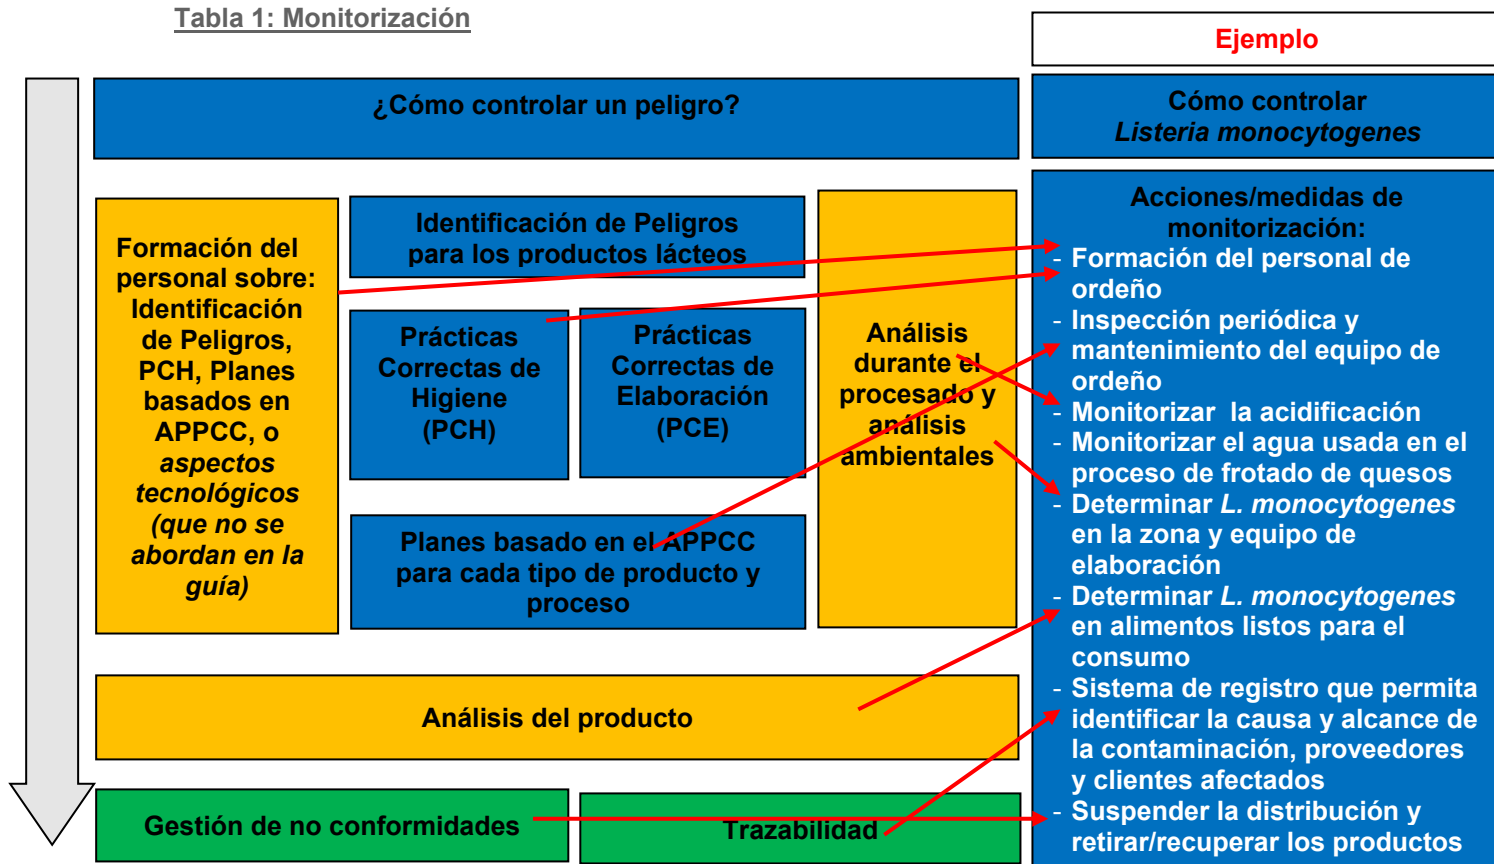 Tabla 1: Monitorización
Ejemplo
¿Cómo controlar un peligro?
Cómo controlar
Listeria monocytogenes
Formación del
personal sobre:
Identificación
de Peligros,
PCH, Planes
basados en
APPCC, o
aspectos
tecnológicos
(que no se
abordan en la
guía)
Identificación de Peligros
para los productos lácteos
Prácticas
Correctas de
Higiene
(PCH)
Prácticas
Correctas de
Elaboración
(PCE)
Planes basado en el APPCC
para cada tipo de producto y
proceso
Análisis
durante el
procesado y
análisis
ambientales
Análisis del producto
Gestión de no conformidades
Trazabilidad
Acciones/medidas de
monitorización:
- Formación del personal de
ordeño
- Inspección periódica y
mantenimiento del equipo de
ordeño
- Monitorizar la acidificación
- Monitorizar el agua usada en el
proceso de frotado de quesos
- Determinar L. monocytogenes
en la zona y equipo de
elaboración
- Determinar L. monocytogenes
en alimentos listos para el
consumo
- Sistema de registro que permita
identificar la causa y alcance de
la contaminación, proveedores
y clientes afectados
- Suspender la distribución y
retirar/recuperar los productos